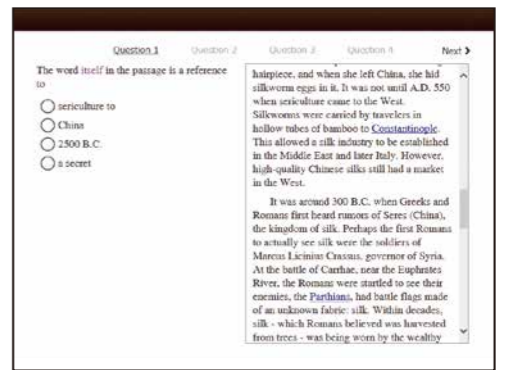 Question 1 Question 2 Question 3 Question 4 Next
The word itself in the passage is a reference
to
sericulture to
China
2500 B.C.
a secret
hairpiece, and when she left China, she hid
silkworm eggs in it. It was not until A.D. 550
when sericulture came to the West.
Silkworms were carried by travelers in
hollow tubes of bamboo to Constantinople.
This allowed a silk industry to be established
in the Middle East and later Italy. However,
high-quality Chinese silks still had a market
in the West.
It was around 300 B.C. when Greeks and
Romans first heard rumors of Seres (China),
the kingdom of silk. Perhaps the first Romans
to actually see silk were the soldiers of
Marcus Licinius Crassus, governor of Syria.
At the battle of Carrhae, near the Euphrates
River, the Romans were startled to see their
enemies, the Parthians, had battle flags made
of an unknown fabric: silk. Within decades,
silk - which Romans believed was harvested
from trees - was being worn by the wealthy